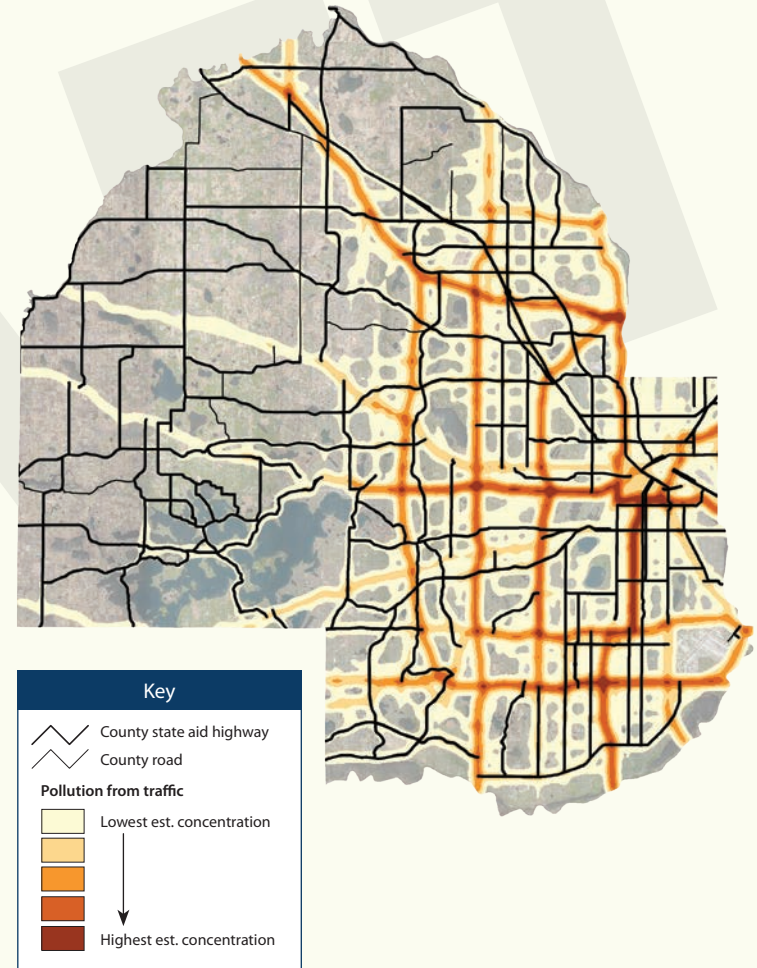 Key
County state aid highway
County road
Pollution from traffic
Lowest est. concentration
Highest est. concentration